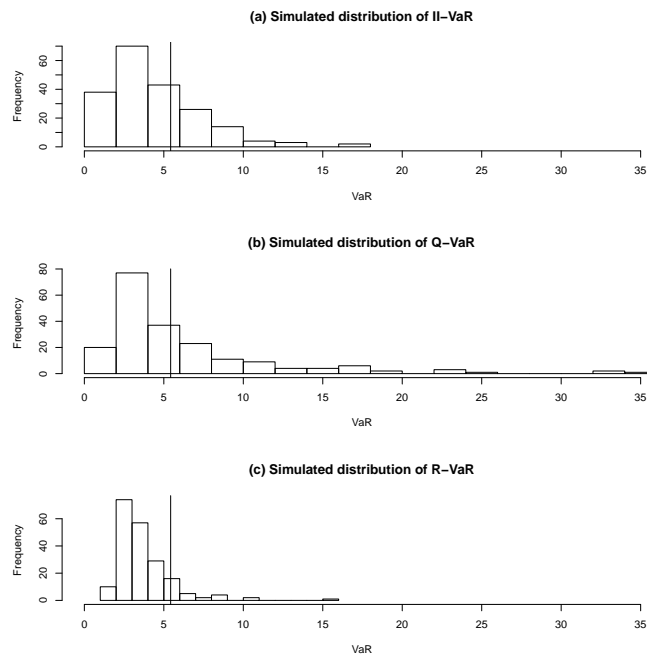 (a) Simulated distribution of II−VaR
Frequency
0 20 40 60
0 5 10 15 20 25 30 35
VaR
(b) Simulated distribution of Q−VaR
Frequency
0 20 40 60 80
0 5 10 15 20 25 30 35
VaR
(c) Simulated distribution of R−VaR
Frequency
0 20 40 60
0 5 10 15 20 25 30 35
VaR